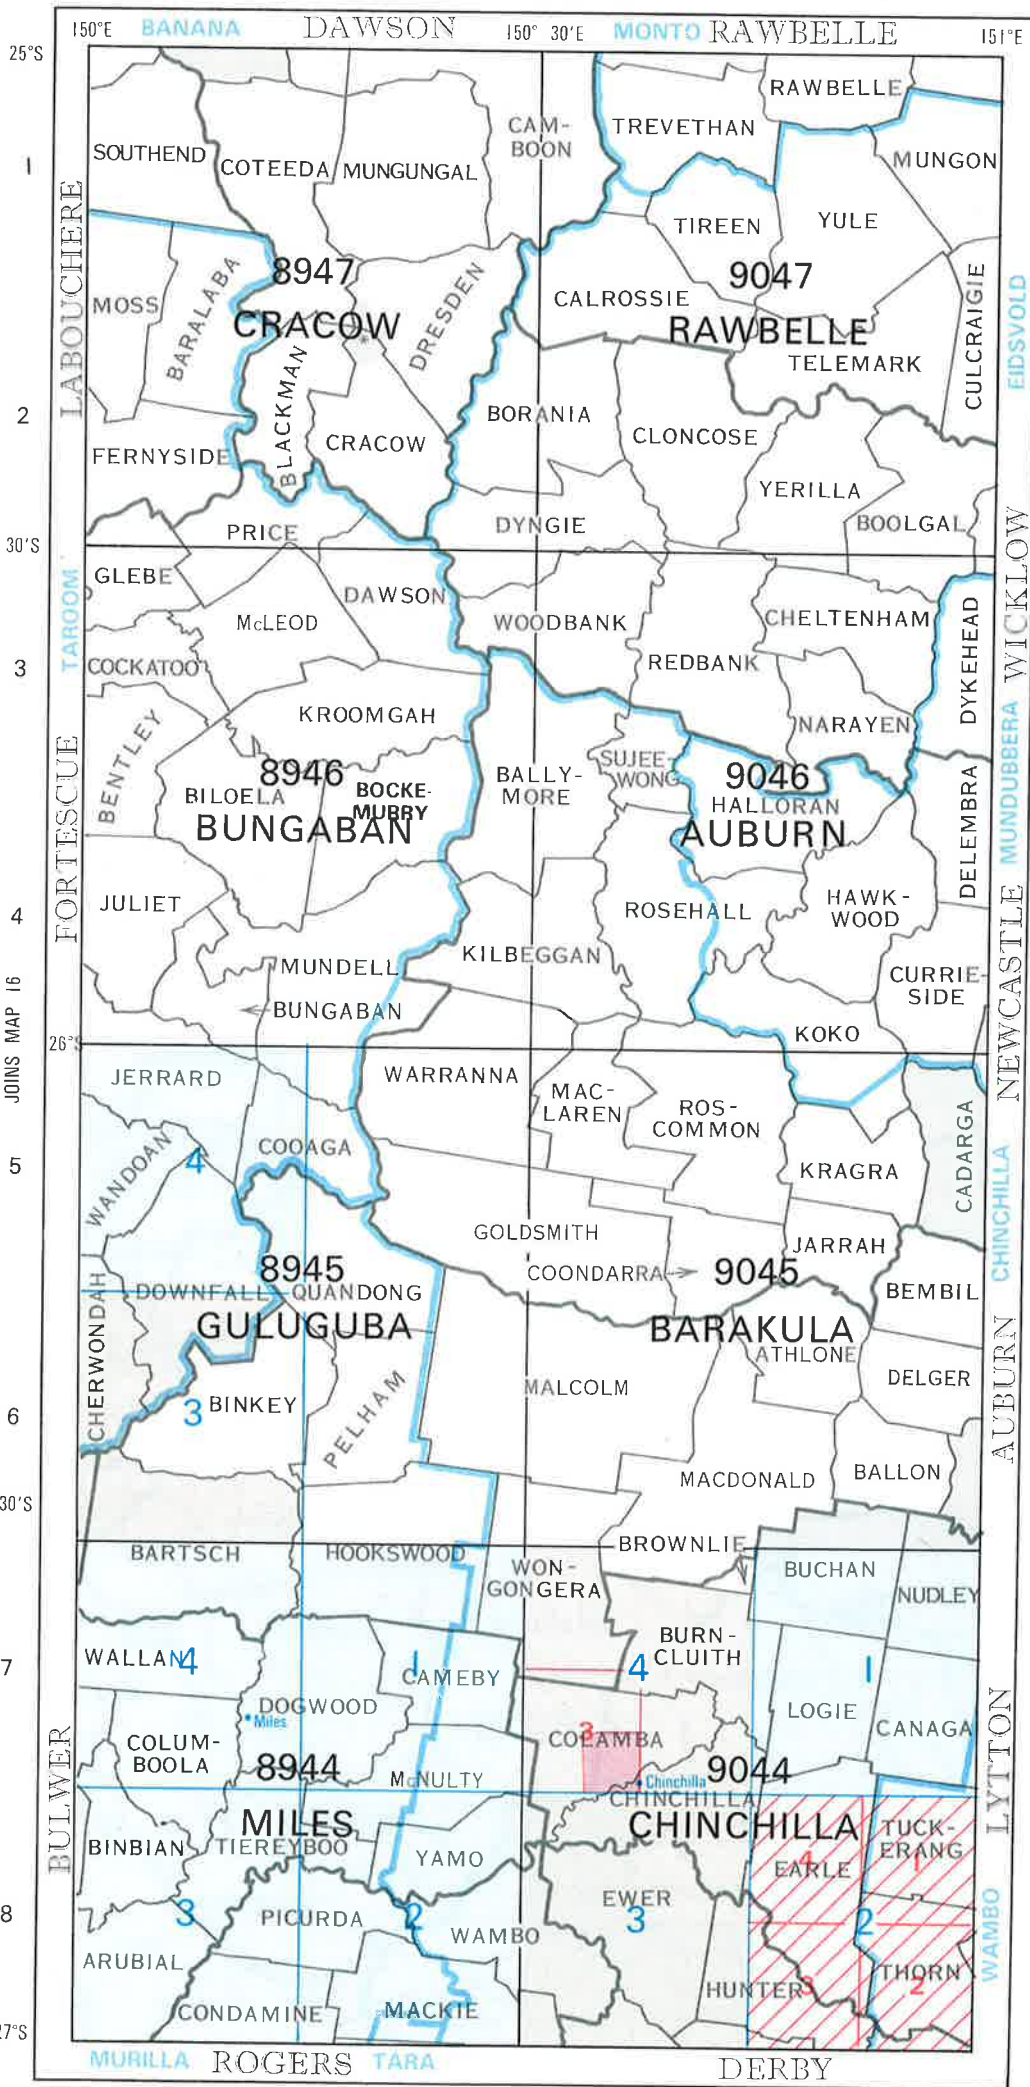 150°E BANANA DAWSON 150° 30'E MONTO RAWBELLE 151°E
25°S
RAWBELLE
CAM-
BOON
TREVETHAN
1
SOUTHEND
COTEEDA
MUNGUNGAL
MUNGON
LABOUCHERE
TIREEN
YULE
8947
CRACOW
9047
RAWBELLE
MOSS
BARALABA
DRESDEN
CALROSSIE
CULCRAIGIE
EIDSVOLD
BLACKMAN
TELEMARK
2
CRACOW
BORANIA
CLONCOSE
FERNYSIDE
YERILLA
PRICE
DYNGIE
BOOLGAL
30'S
WICKLOW
TAROOM
GLEBE
DAWSON
McLEOD
WOODBANK
CHELTENHAM
DYKEHEAD
3
COCKATOO
REDBANK
KROOMGAH
NARAYEN
FORTESCUE
BENTLEY
8946
BUNGABAN
BILOELA
BOCKE-
MURRY
BALLY-
MORE
SUJEE-
WONG
9046
HALLORAN
AUBURN
DELEMBRA
MUNDUBBERA
4
JULIET
ROSEHALL
HAWK-
WOOD
MUNDELL
KILBEGGAN
CURRIE-
SIDE
BUNGABAN
KOKO
NEWCASTLE
JOINS MAP 16
26°S
JERRARD
WARRANNA
MAC-
LAREN
ROS-
COMMON
CADARGA
COOAGA
5
WANDOAN
4
KRAGRA
CHINCHILLA
GOLDSMITH
JARRAH
8945
GULUGUBA
COONDARRA
9045
BARAKULA
DOWNFALL
QUANDONG
BEMBIL
CHERWONDAH
ATHLONE
MALCOLM
DELGER
AUBURN
6
3
BINKEY
PELHAM
MACDONALD
BALLON
30'S
BROWNLIE
BARTSCH
HOOKSWOOD
WON-
GONGERA
BUCHAN
NUDLEY
7
WALLAN
4
1
CAMEBY
BURN-
CLUITH
4
1
DOGWOOD
Miles
LOGIE
CANAGA
BULWER
COLUM-
BOOLA
COLAMBA
3
LYTTON
8944
MILES
McNULTY
Chinchilla
9044
CHINCHILLA
CHINCHILLA
BINBIAN
TIEREYBOO
YAMO
TUCK-
ERANG
EARLE
4
1
8
3
PICURDA
2
WAMBO
EWER
3
2
WAMBO
ARUBIAL
THORN
HUNTER
3
2
CONDAMINE
MACKIE
27°S
MURILLA ROGERS TARA DERBY